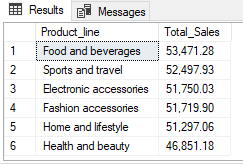 Results Messages
Product_line Total_Sales
1 Food and beverages 53,471.28
2 Sports and travel 52,497.93
3 Electronic accessories 51,750.03
4 Fashion accessories 51,719.90
5 Home and lifestyle 51,297.06
6 Health and beauty 46,851.18